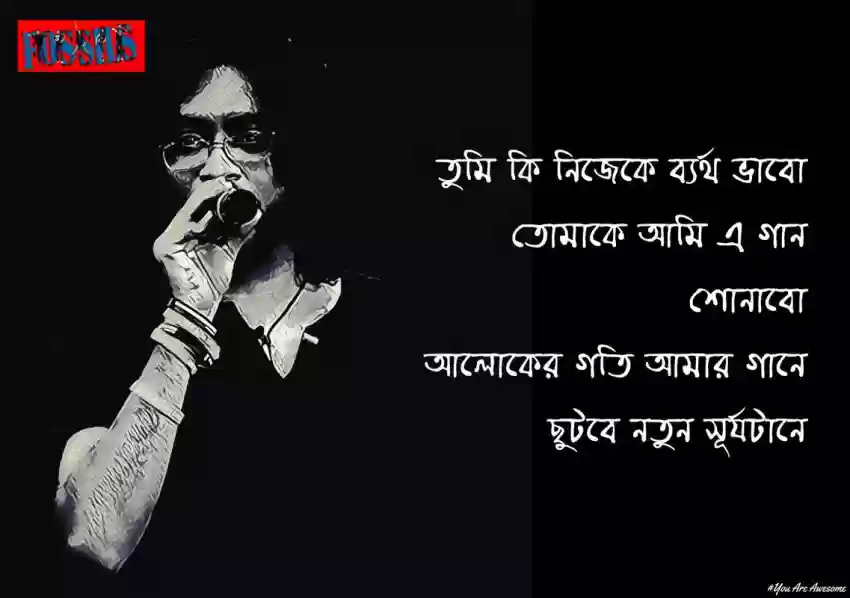 FOSSILS
তুমি কি নিজেকে ব্যর্থ ভাবো
তোমাকে আমি এ গান
শোনাবো
আলোকের গতি আমার গানে
ছুটবে নতুন সূর্যটানে
#You Are Awesome